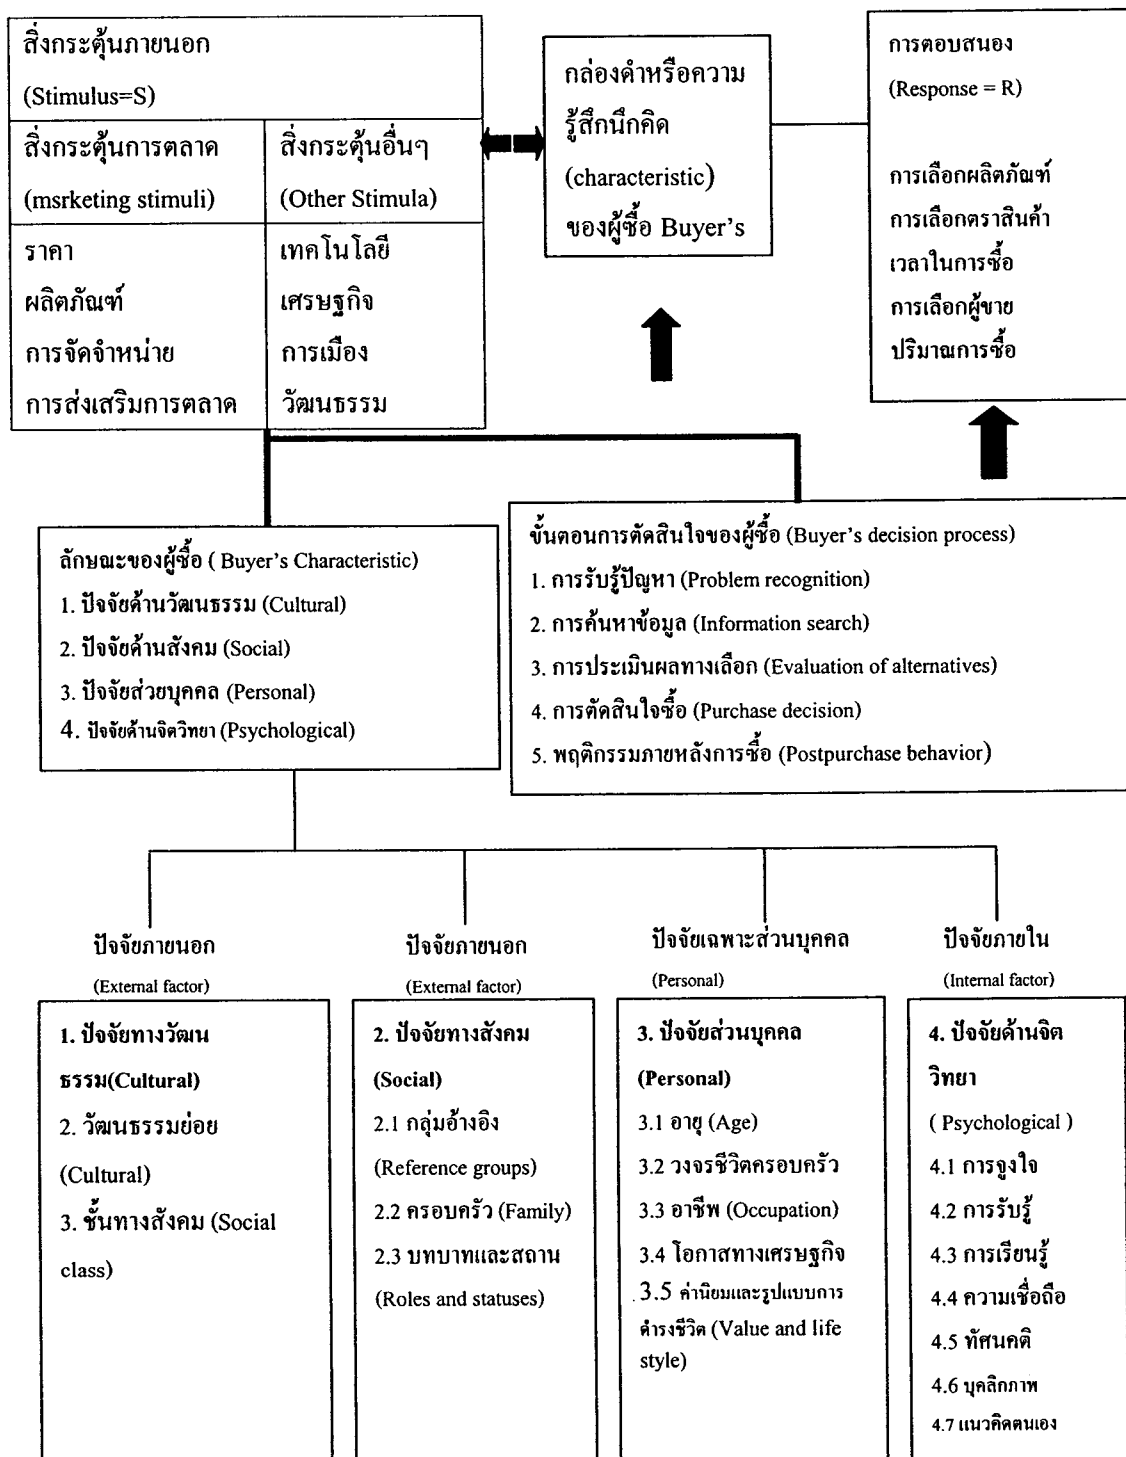 สิ่งกระตุ้นภายนอก
(Stimulus=S)
สิ่งกระตุ้นการตลาด
(msrketing stimuli)
สิ่งกระตุ้นอื่นๆ
(Other Stimula)
ราคา
ผลิตภัณฑ์
การจัดจำหน่าย
การส่งเสริมการตลาด
เทคโนโลยี
เศรษฐกิจ
การเมือง
วัฒนธรรม
กล่องดำหรือความ
รู้สึกนึกคิด
(characteristic)
ของผู้ซื้อ Buyer's
การตอบสนอง
(Response = R)
การเลือกผลิตภัณฑ์
การเลือกตราสินค้า
เวลาในการซื้อ
การเลือกผู้ขาย
ปริมาณการซื้อ
ลักษณะของผู้ซื้อ ( Buyer's Characteristic)
1. ปัจจัยด้านวัฒนธรรม (Cultural)
2. ปัจจัยด้านสังคม (Social)
3. ปัจจัยส่วยบุคคล (Personal)
4. ปัจจัยด้านจิตวิทยา (Psychological)
ขั้นตอนการตัดสินใจของผู้ซื้อ (Buyer's decision process)
1. การรับรู้ปัญหา (Problem recognition)
2. การค้นหาข้อมูล (Information search)
3. การประเมินผลทางเลือก (Evaluation of alternatives)
4. การตัดสินใจซื้อ (Purchase decision)
5. พฤติกรรมภายหลังการซื้อ (Postpurchase behavior)
ปัจจัยภายนอก
(External factor)
1. ปัจจัยทางวัฒน
ธรรม(Cultural)
2. วัฒนธรรมย่อย
(Cultural)
3. ชั้นทางสังคม (Social
class)
ปัจจัยภายนอก
(External factor)
2. ปัจจัยทางสังคม
(Social)
2.1 กลุ่มอ้างอิง
(Reference groups)
2.2 ครอบครัว (Family)
2.3 บทบาทและสถาน
(Roles and statuses)
ปัจจัยเฉพาะส่วนบุคคล
(Personal)
3. ปัจจัยส่วนบุคคล
(Personal)
3.1 อายุ (Age)
3.2 วงจรชีวิตครอบครัว
3.3 อาชีพ (Occupation)
3.4 โอกาสทางเศรษฐกิจ
3.5 ค่านิยมและรูปแบบการ
ดำรงชีวิต (Value and life
style)
ปัจจัยภายใน
(Internal factor)
4. ปัจจัยด้านจิต
วิทยา
( Psychological )
4.1 การจูงใจ
4.2 การรับรู้
4.3 การเรียนรู้
4.4 ความเชื่อถือ
4.5 ทัศนคติ
4.6 บุคลิกภาพ
4.7 แนวคิดตนเอง